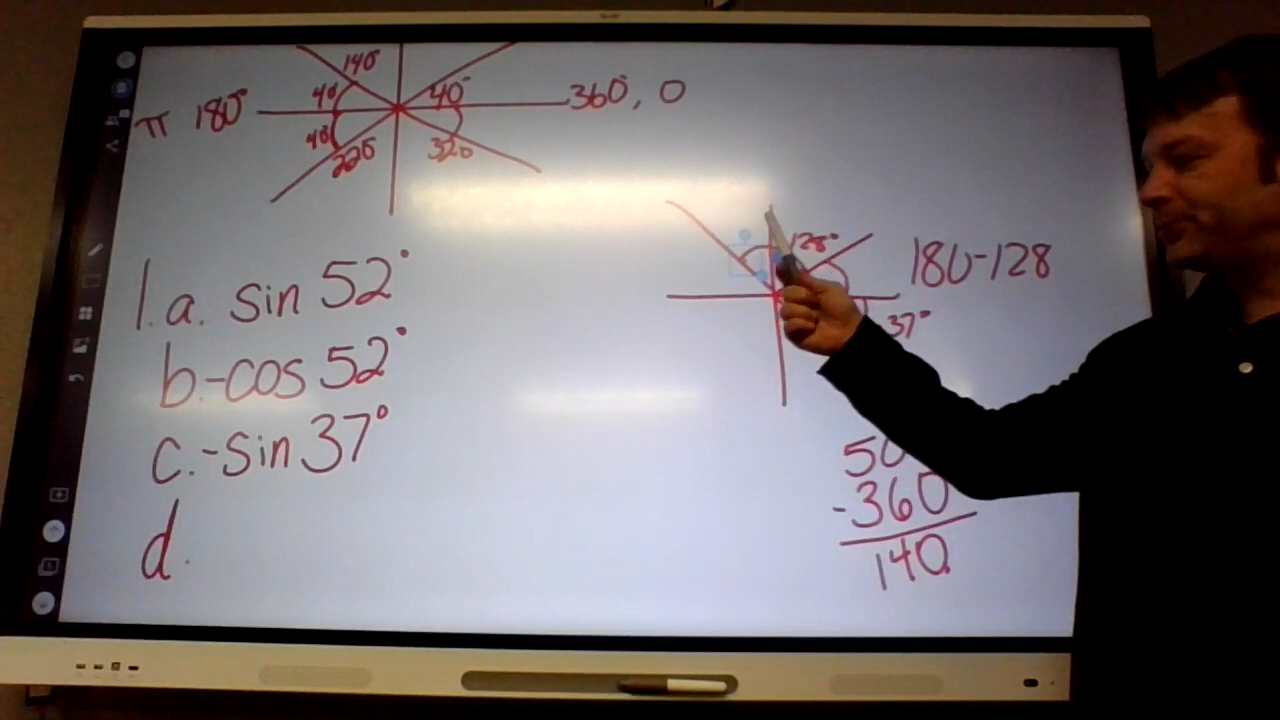 140°
40° 40°
π 180° 360°, 0
40°
220° 320
128° 180-128
37°
1. a. sin 52°
b. -cos 52°
c. -sin 37°
50
-360
140
d.